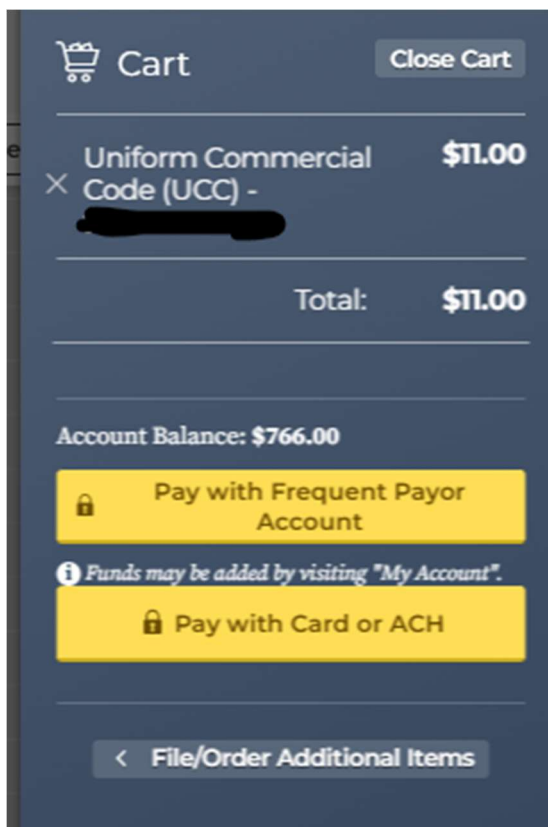 Cart
Close Cart
Uniform Commercial
$11.00
Code (UCC) -
Total:
$11.00
Account Balance: $766.00
Pay with Frequent Payor
Account
Funds may be added by visiting "My Account".
Pay with Card or ACH
File/Order Additional Items